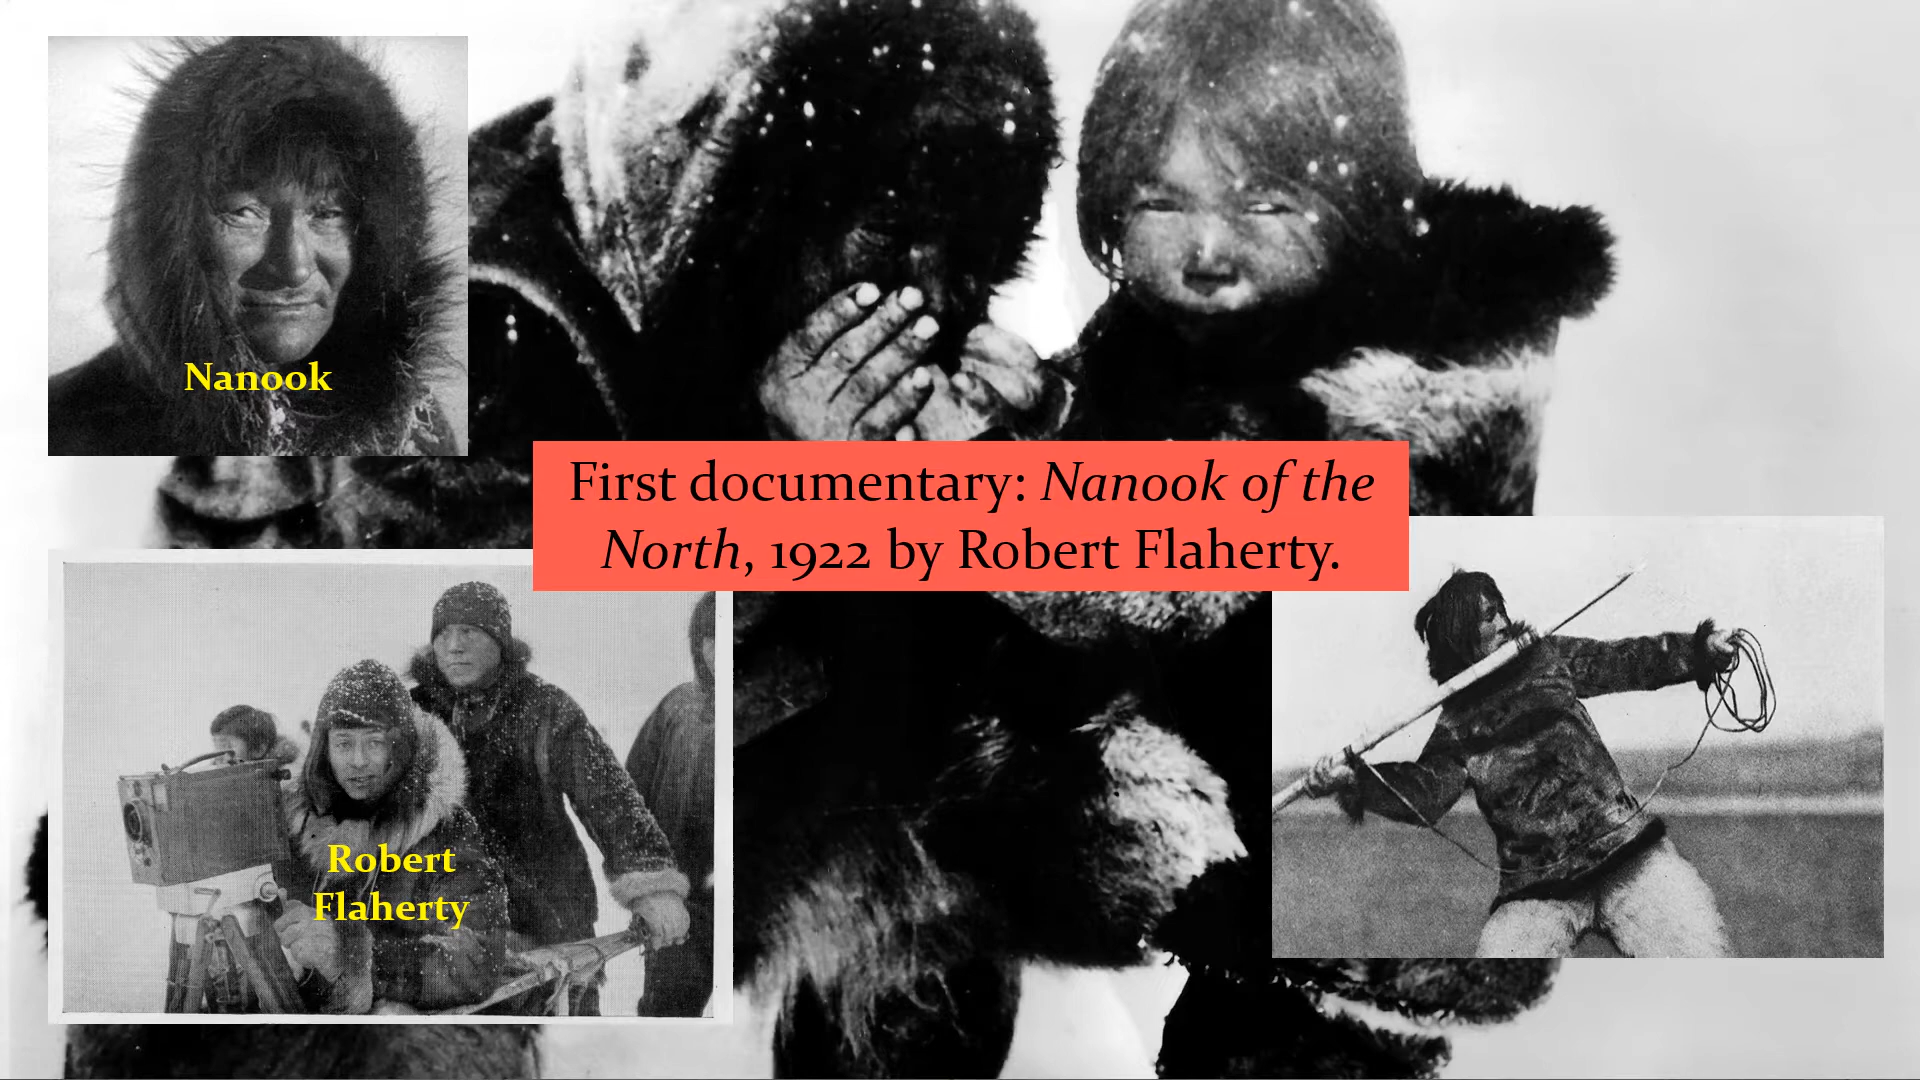 Nanook
First documentary: Nanook of the
North, 1922 by Robert Flaherty.
Robert
Flaherty